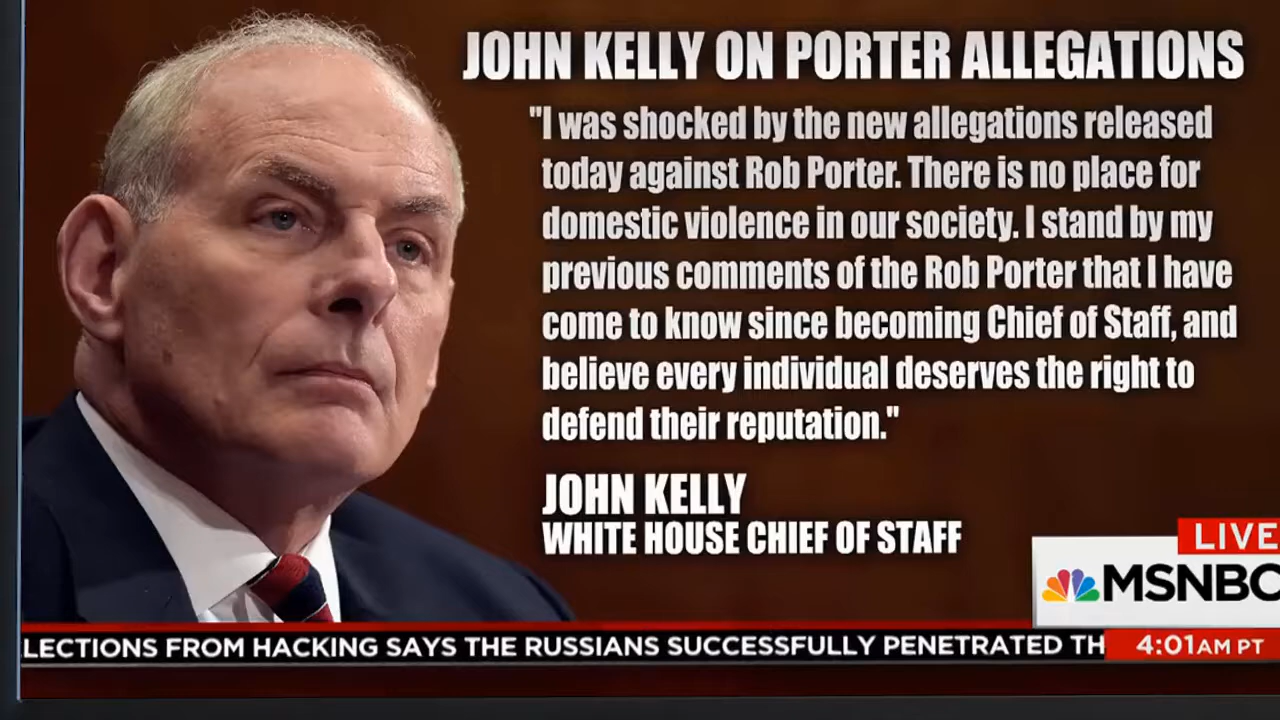 JOHN KELLY ON PORTER ALLEGATIONS
"I was shocked by the new allegations released
today against Rob Porter. There is no place for
domestic violence in our society. I stand by my
previous comments of the Rob Porter that I have
come to know since becoming Chief of Staff, and
believe every individual deserves the right to
defend their reputation."
JOHN KELLY
WHITE HOUSE CHIEF OF STAFF
LIVE
MSNBC
LECTIONS FROM HACKING SAYS THE RUSSIANS SUCCESSFULLY PENETRATED TH
4:01AM PT